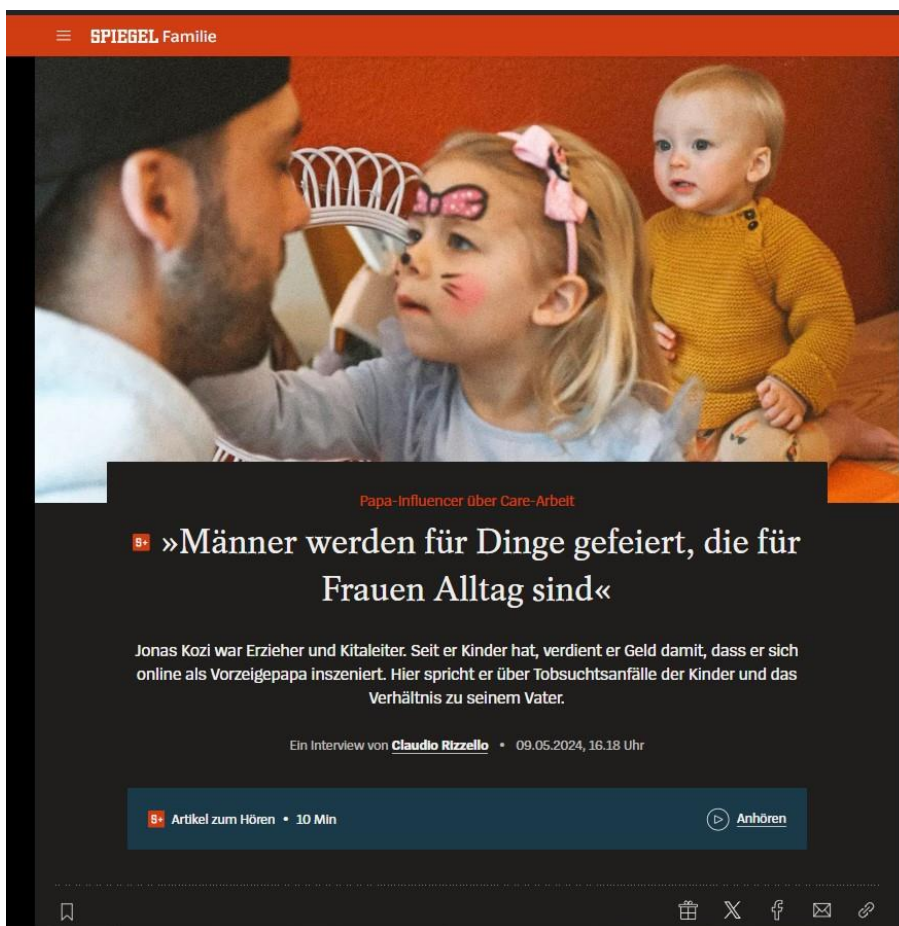 SPIEGEL Familie
Papa-Influencer über Care-Arbeit
S+ »Männer werden für Dinge gefeiert, die für
Frauen Alltag sind«
Jonas Kozi war Erzieher und Kitaleiter. Seit er Kinder hat, verdient er Geld damit, dass er sich
online als Vorzeigepapa inszeniert. Hier spricht er über Tobsuchtsanfälle der Kinder und das
Verhältnis zu seinem Vater.
Ein Interview von Claudio Rizzello • 09.05.2024, 16.18 Uhr
S+ Artikel zum Hören • 10 Min
Anhören